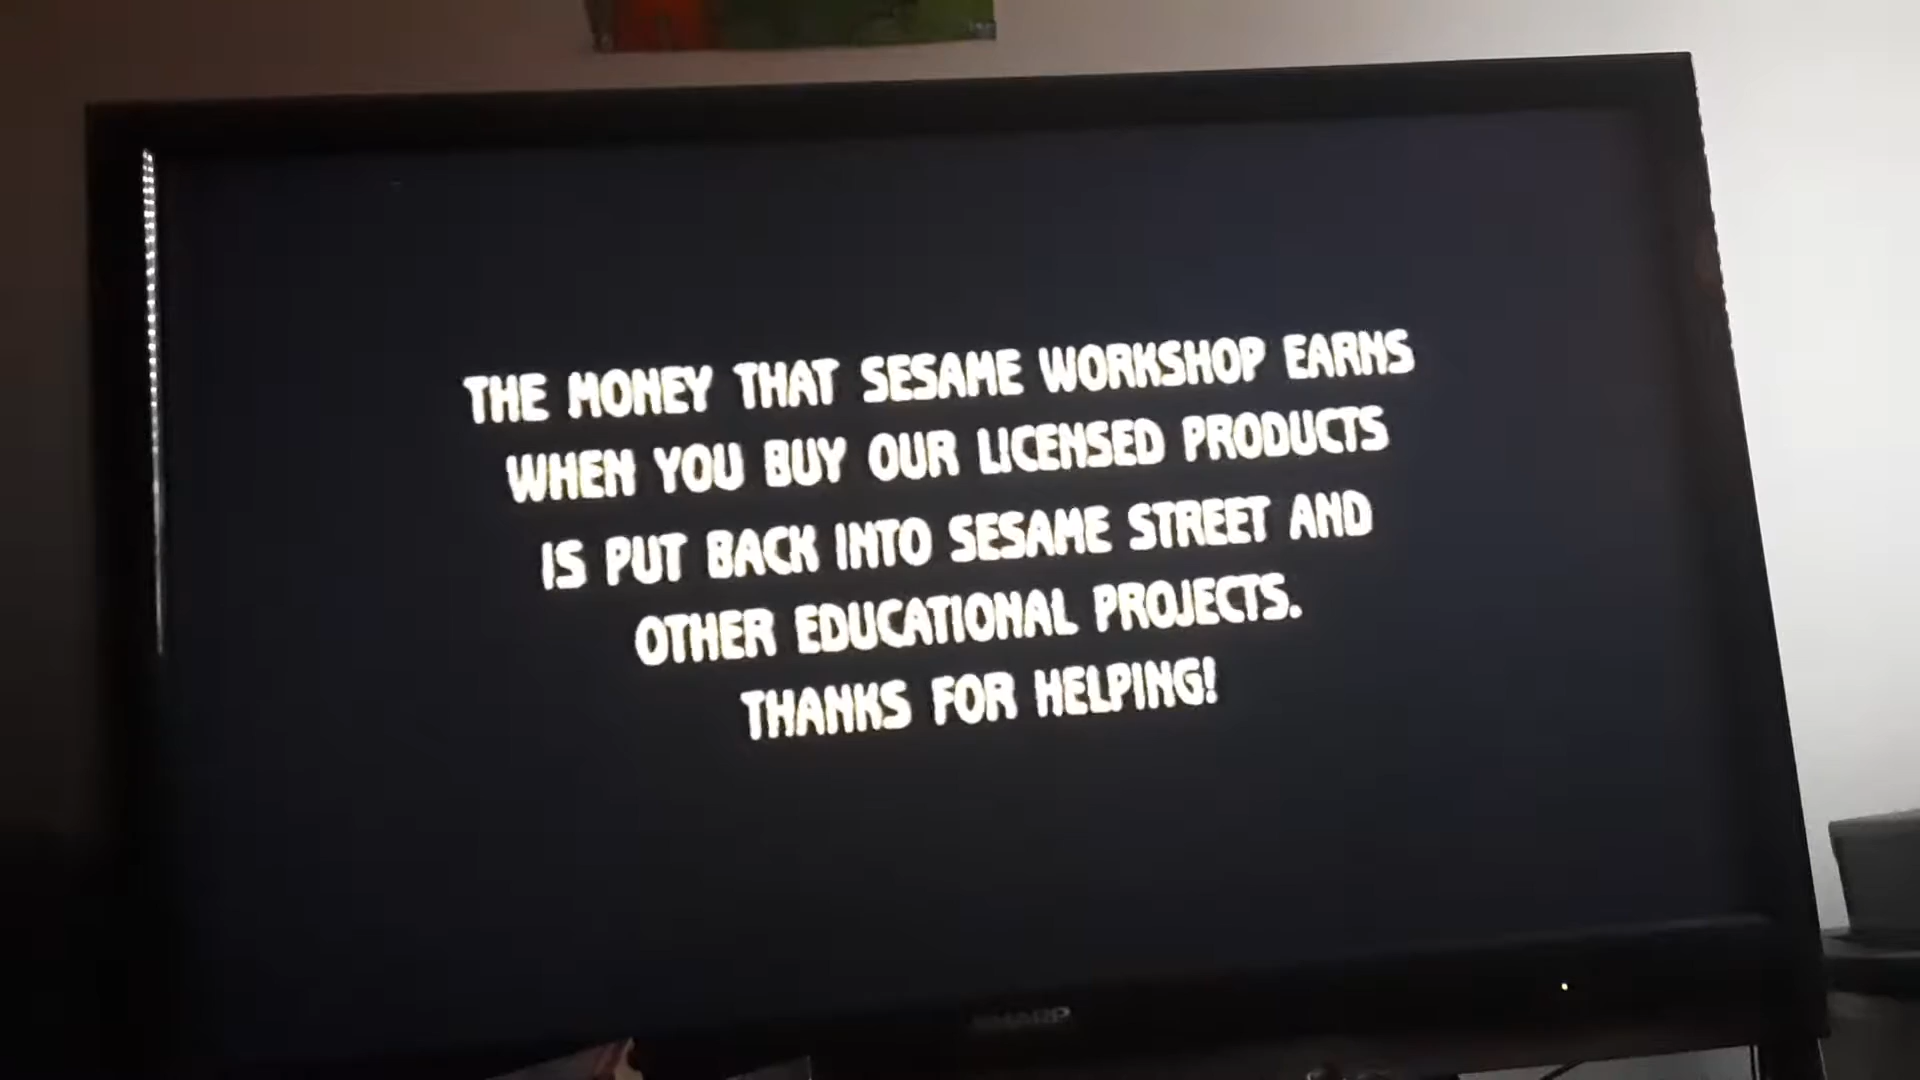 THE MONEY THAT SESAME WORKSHOP EARNS
WHEN YOU BUY OUR LICENSED PRODUCTS
IS PUT BACK INTO SESAME STREET AND
OTHER EDUCATIONAL PROJECTS.
THANKS FOR HELPING!
SHARP